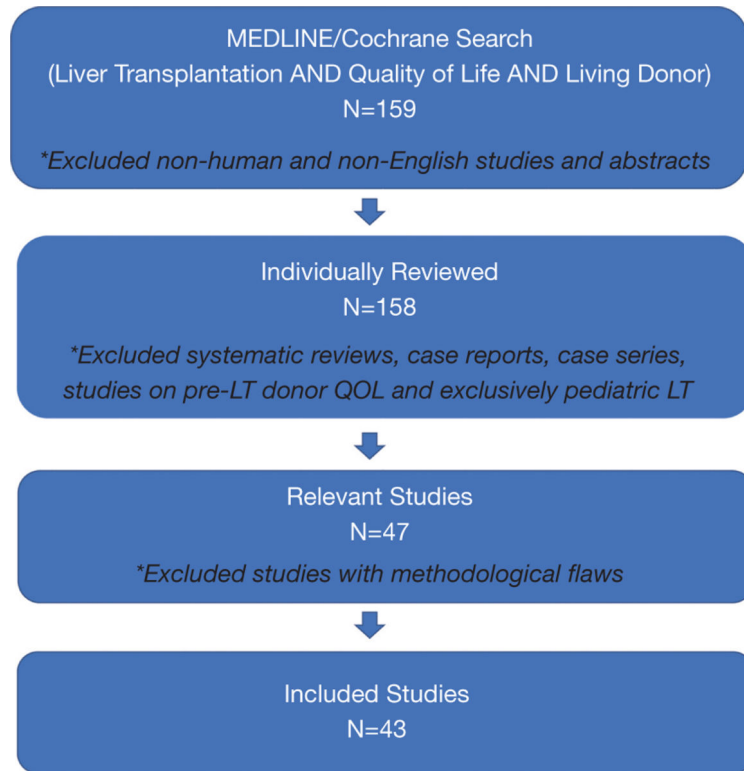 MEDLINE/Cochrane Search
(Liver Transplantation AND Quality of Life AND Living Donor)
N=159
*Excluded non-human and non-English studies and abstracts
Individually Reviewed
N=158
*Excluded systematic reviews, case reports, case series,
studies on pre-LT donor QOL and exclusively pediatric LT
Relevant Studies
N=47
*Excluded studies with methodological flaws
Included Studies
N=43